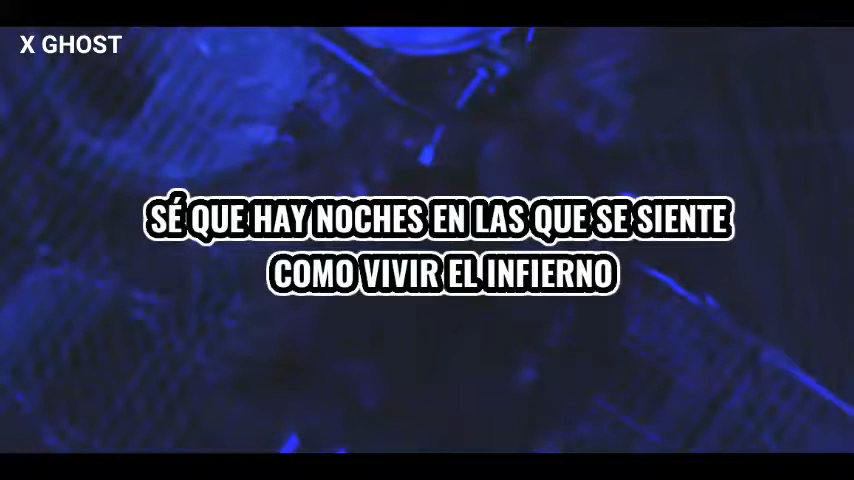 X GHOST
SÉ QUE HAY NOCHES EN LAS QUE SE SIENTE
COMO VIVIR EL INFIERNO